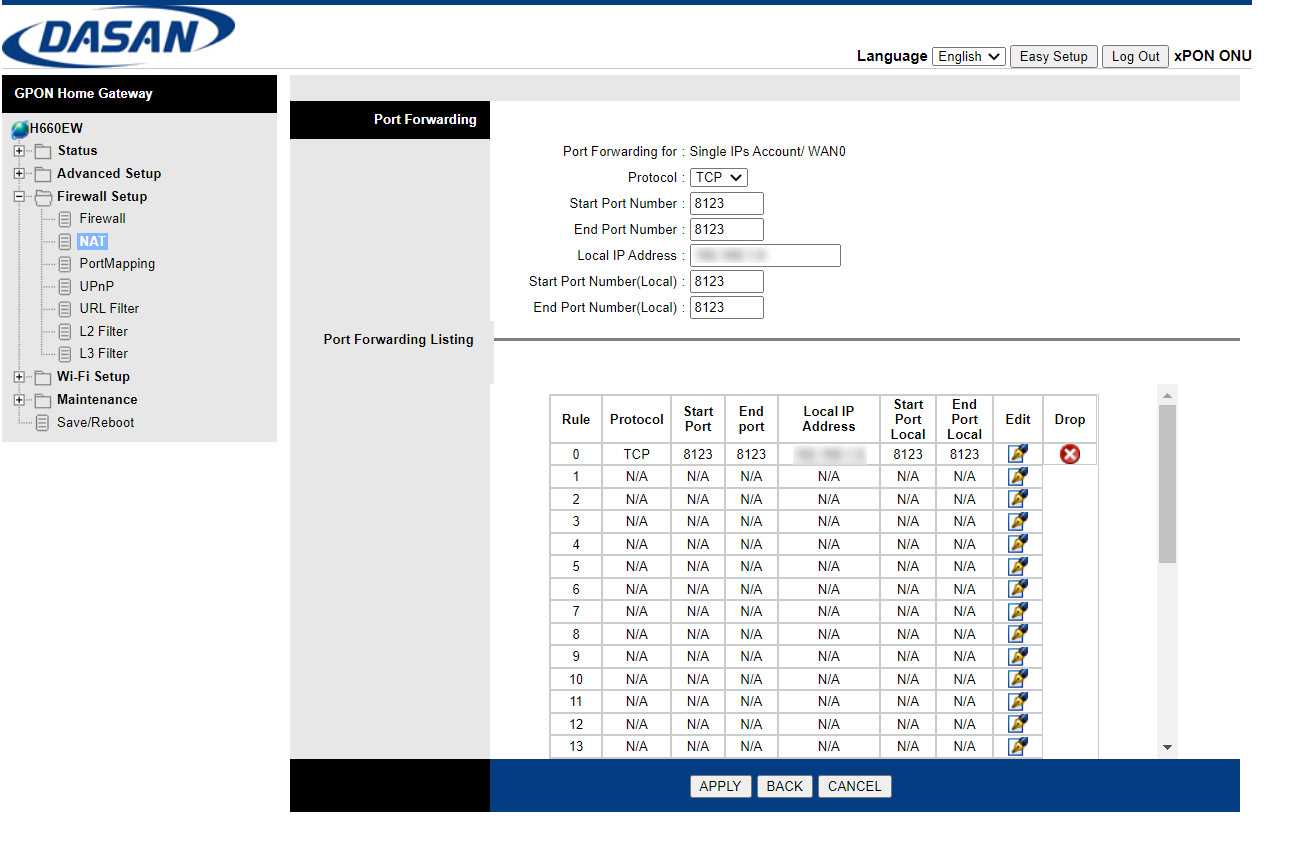 DASAN
Language English Easy Setup Log Out xPON ONU
GPON Home Gateway
H660EW
Status
Advanced Setup
Firewall Setup
Firewall
NAT
PortMapping
UPnP
URL Filter
L2 Filter
L3 Filter
Wi-Fi Setup
Maintenance
Save/Reboot
Port Forwarding
Port Forwarding for : Single IPs Account/ WAN0
Protocol : TCP
Start Port Number : 8123
End Port Number : 8123
Local IP Address :
Start Port Number(Local) : 8123
End Port Number(Local) : 8123
Port Forwarding Listing
Rule Protocol Start Port End port Local IP Address Start Port Local End Port Local Edit Drop
0 TCP 8123 8123 8123 8123
1 N/A N/A N/A N/A N/A N/A
2 N/A N/A N/A N/A N/A N/A
3 N/A N/A N/A N/A N/A N/A
4 N/A N/A N/A N/A N/A N/A
5 N/A N/A N/A N/A N/A N/A
6 N/A N/A N/A N/A N/A N/A
7 N/A N/A N/A N/A N/A N/A
8 N/A N/A N/A N/A N/A N/A
9 N/A N/A N/A N/A N/A N/A
10 N/A N/A N/A N/A N/A N/A
11 N/A N/A N/A N/A N/A N/A
12 N/A N/A N/A N/A N/A N/A
13 N/A N/A N/A N/A N/A N/A
APPLY BACK CANCEL